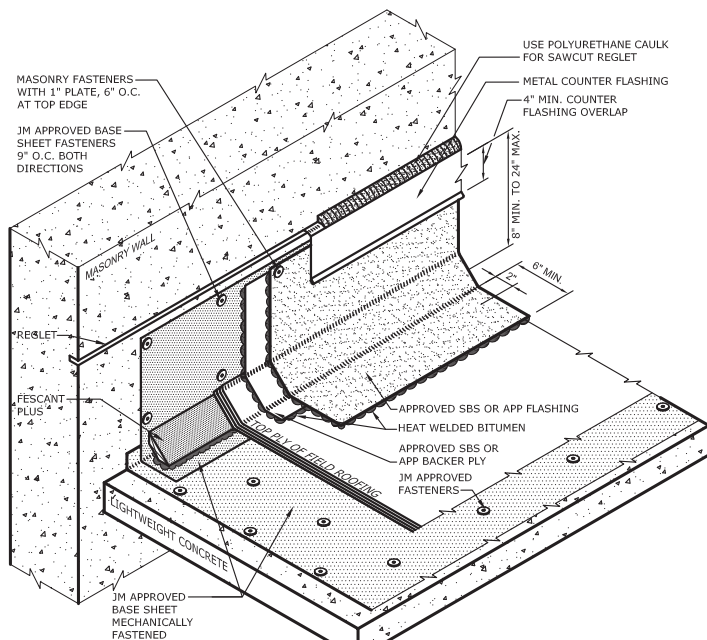 USE POLYURETHANE CAULK
FOR SAWCUT REGLET
METAL COUNTER FLASHING
4" MIN. COUNTER
FLASHING OVERLAP
MASONRY FASTENERS
WITH 1" PLATE, 6" O.C.
AT TOP EDGE
JM APPROVED BASE
SHEET FASTENERS
9" O.C. BOTH
DIRECTIONS
8" MIN. TO 24" MAX.
MASONRY WALL
6" MIN.
2"
REGLET
FESCANT
PLUS
APPROVED SBS OR APP FLASHING
HEAT WELDED BITUMEN
APPROVED SBS OR
APP BACKER PLY
TOP PLY OF FIELD ROOFING
JM APPROVED
FASTENERS
LIGHTWEIGHT CONCRETE
JM APPROVED
BASE SHEET
MECHANICALLY
FASTENED